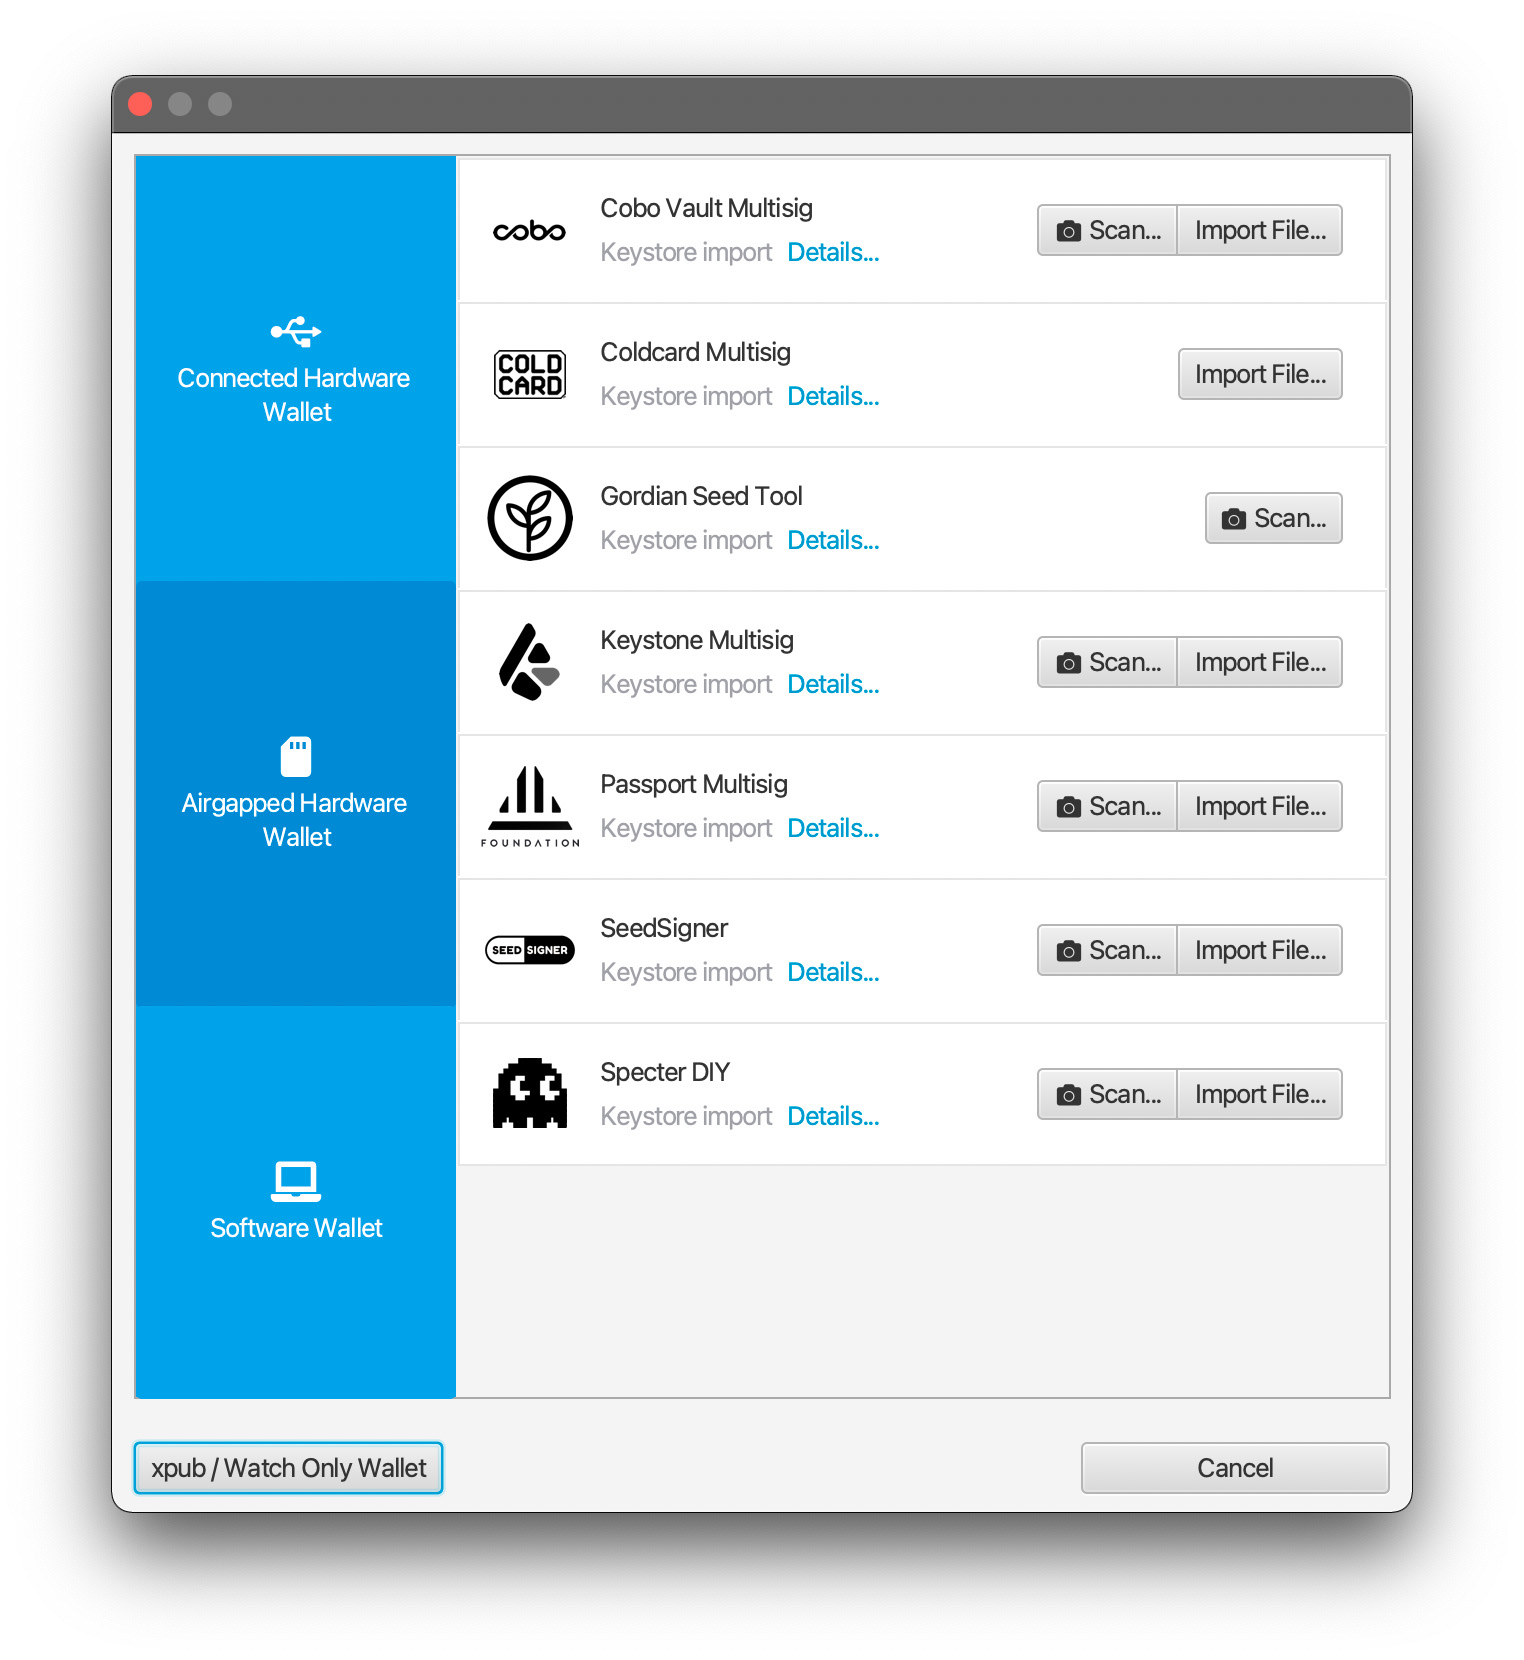 Connected Hardware
Wallet
Airgapped Hardware
Wallet
Software Wallet
cobo
Cobo Vault Multisig
Keystore import Details...
Scan... Import File...
COLD
CARD
Coldcard Multisig
Keystore import Details...
Import File...
Gordian Seed Tool
Keystore import Details...
Scan...
Keystone Multisig
Keystore import Details...
Scan... Import File...
FOUNDATION
Passport Multisig
Keystore import Details...
Scan... Import File...
SEED SIGNER
SeedSigner
Keystore import Details...
Scan... Import File...
Specter DIY
Keystore import Details...
Scan... Import File...
xpub / Watch Only Wallet
Cancel